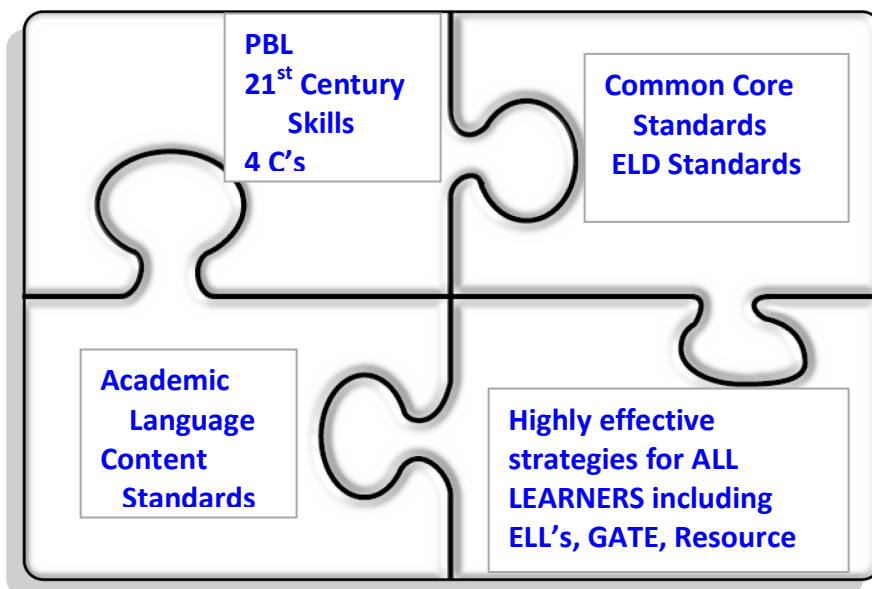 PBL
21st Century
Skills
4 C's
Common Core
Standards
ELD Standards
Academic
Language
Content
Standards
Highly effective
strategies for ALL
LEARNERS including
ELL's, GATE, Resource